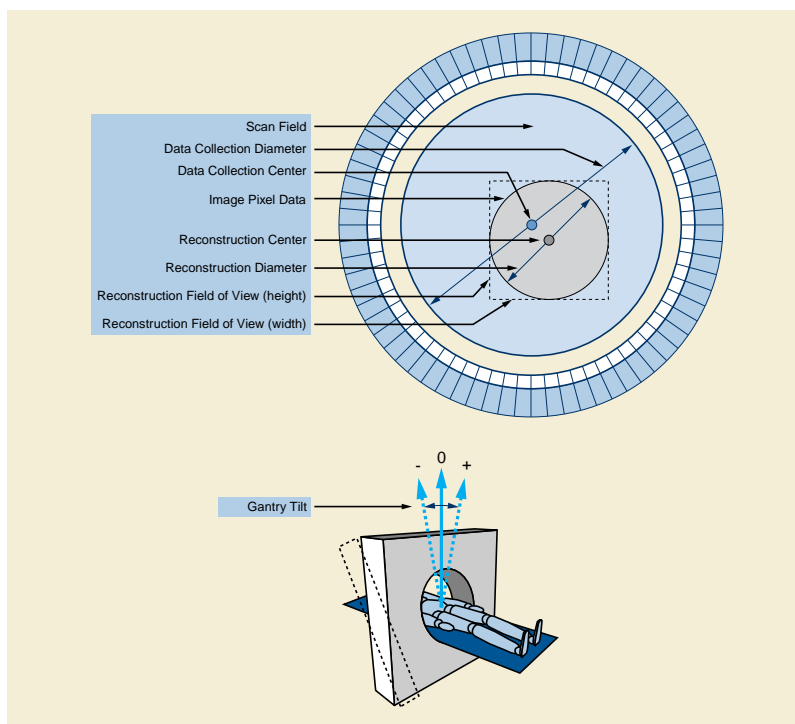 Scan Field
Data Collection Diameter
Data Collection Center
Image Pixel Data
Reconstruction Center
Reconstruction Diameter
Reconstruction Field of View (height)
Reconstruction Field of View (width)
- 0 +
Gantry Tilt